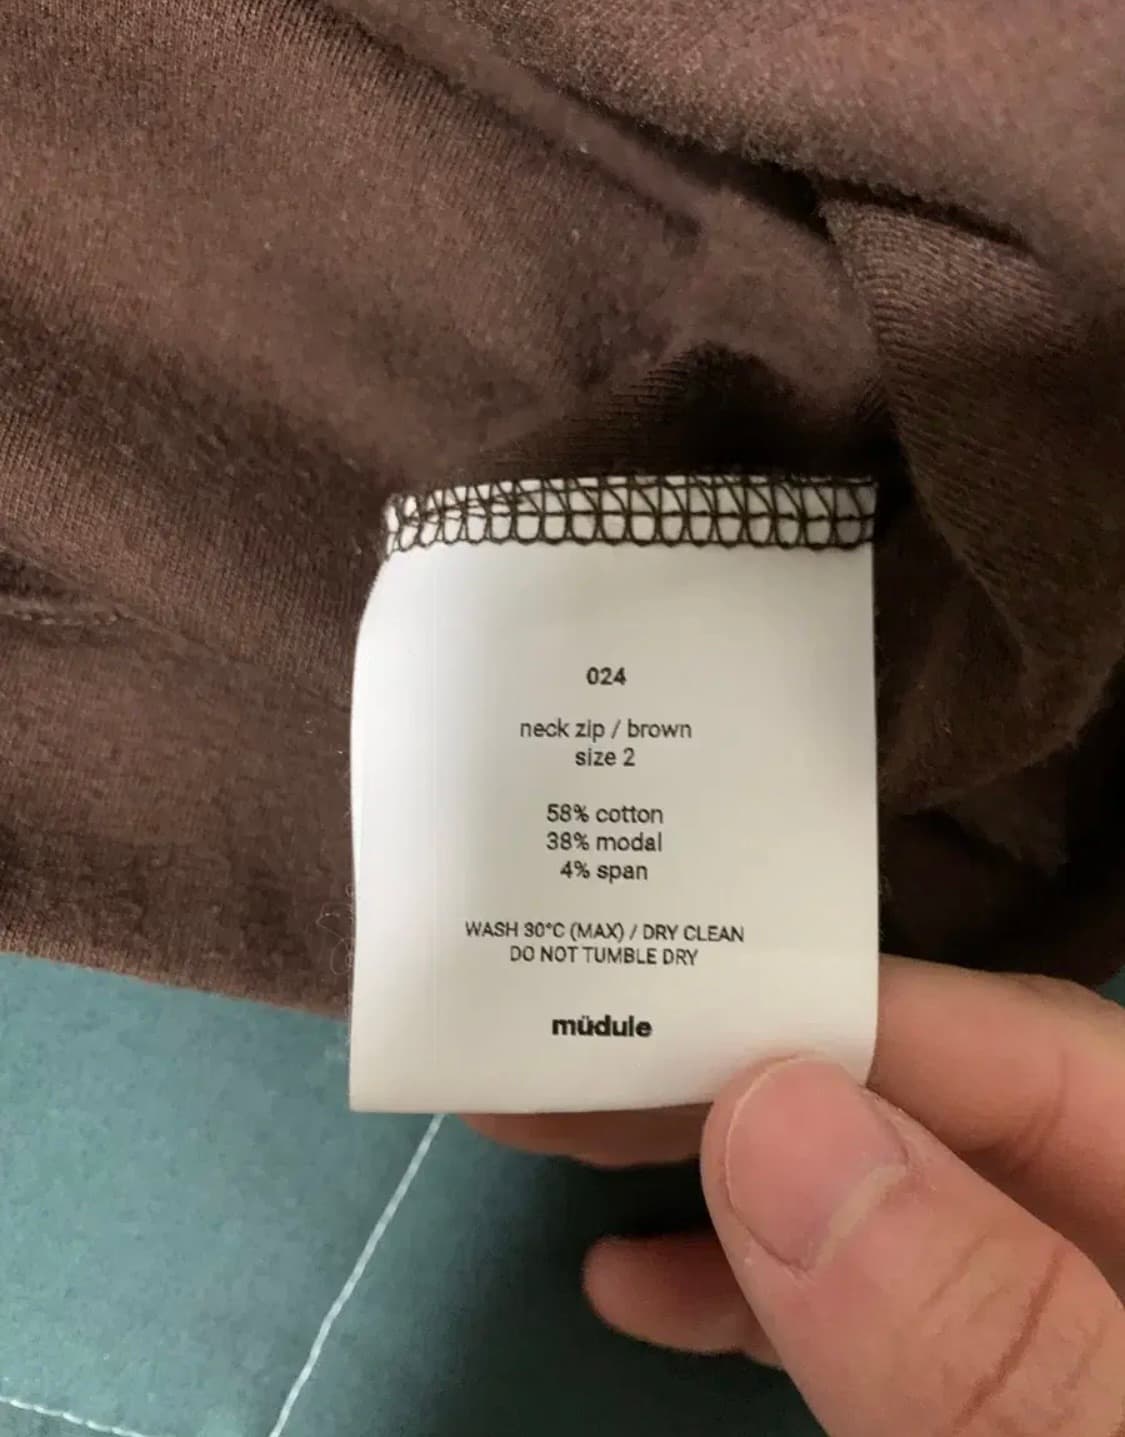 024
neck zip / brown
size 2
58% cotton
38% modal
4% span
WASH 30°C (MAX) / DRY CLEAN
DO NOT TUMBLE DRY
müdule